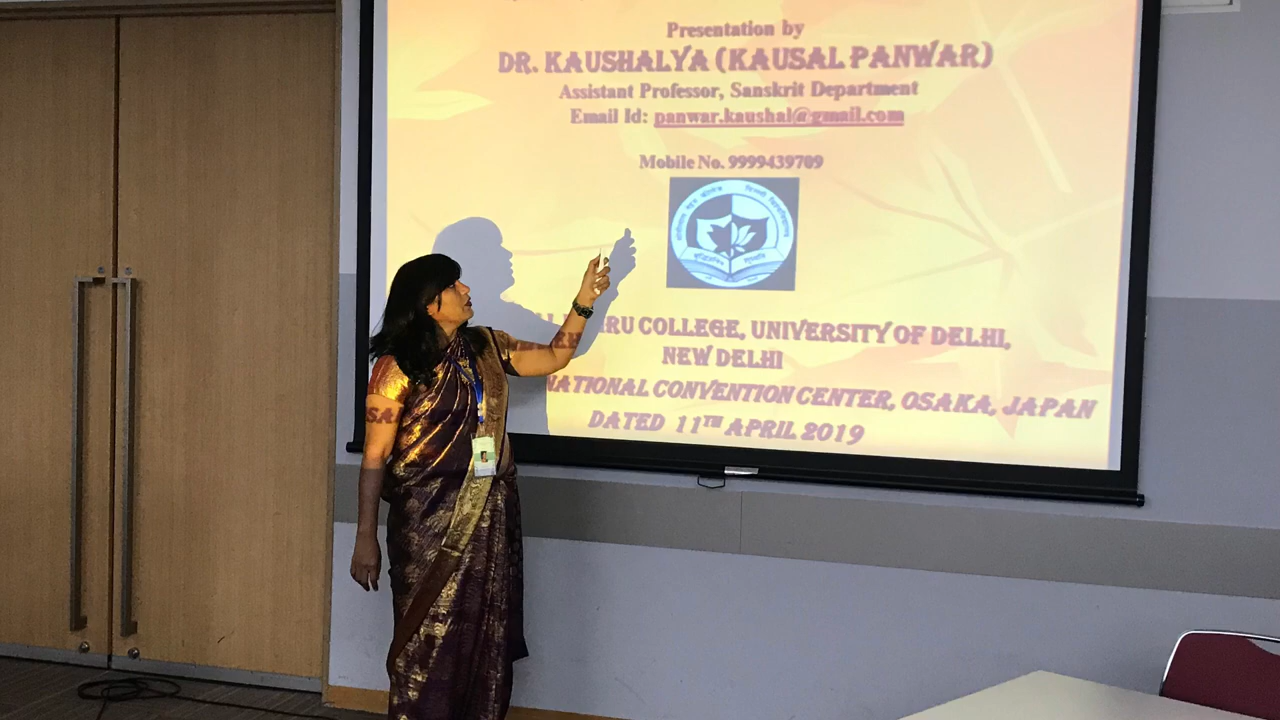 Presentation by
DR. KAUSHALYA (KAUSAL PANWAR)
Assistant Professor, Sanskrit Department
Email Id: panwar.kaushal@gmail.com
Mobile No. 9999439709
COLLEGE, UNIVERSITY OF DELHI,
NEW DELHI
NATIONAL CONVENTION CENTER, OSAKA, JAPAN
DATED 11TH APRIL 2019